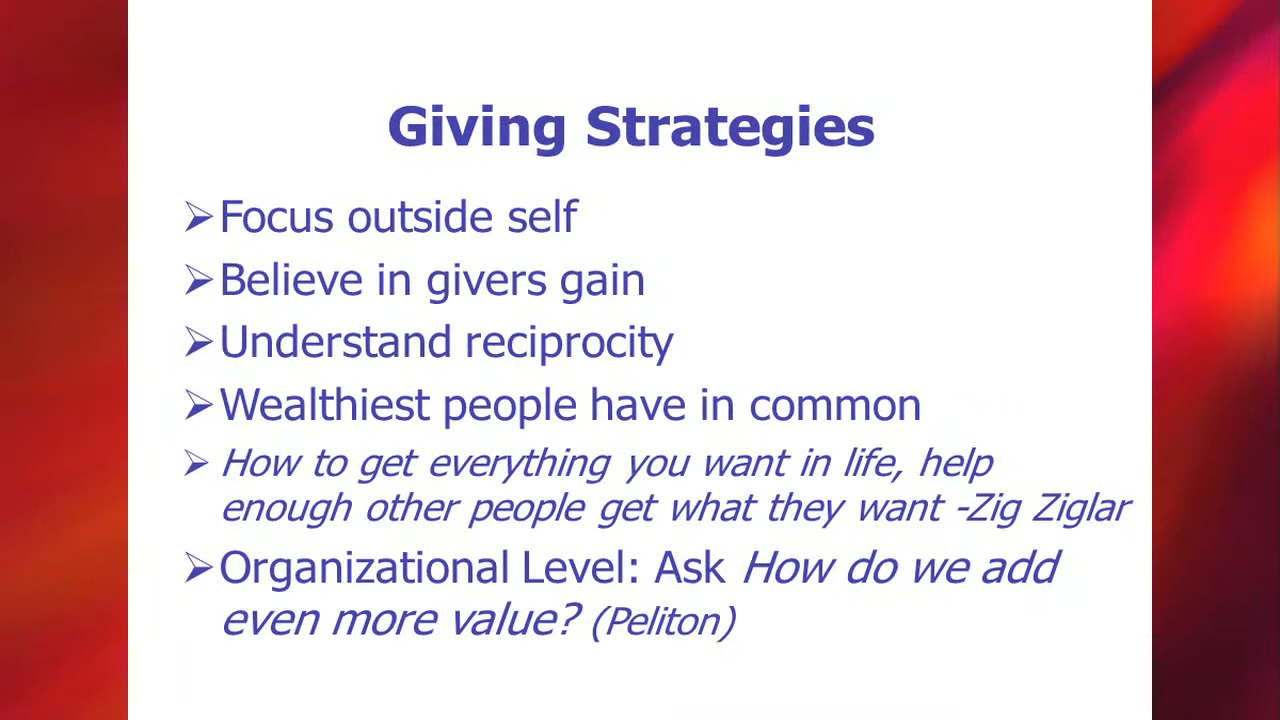 Giving Strategies
➢Focus outside self
➢Believe in givers gain
➢Understand reciprocity
➢Wealthiest people have in common
➢How to get everything you want in life, help
enough other people get what they want -Zig Ziglar
➢Organizational Level: Ask How do we add
even more value? (Peliton)